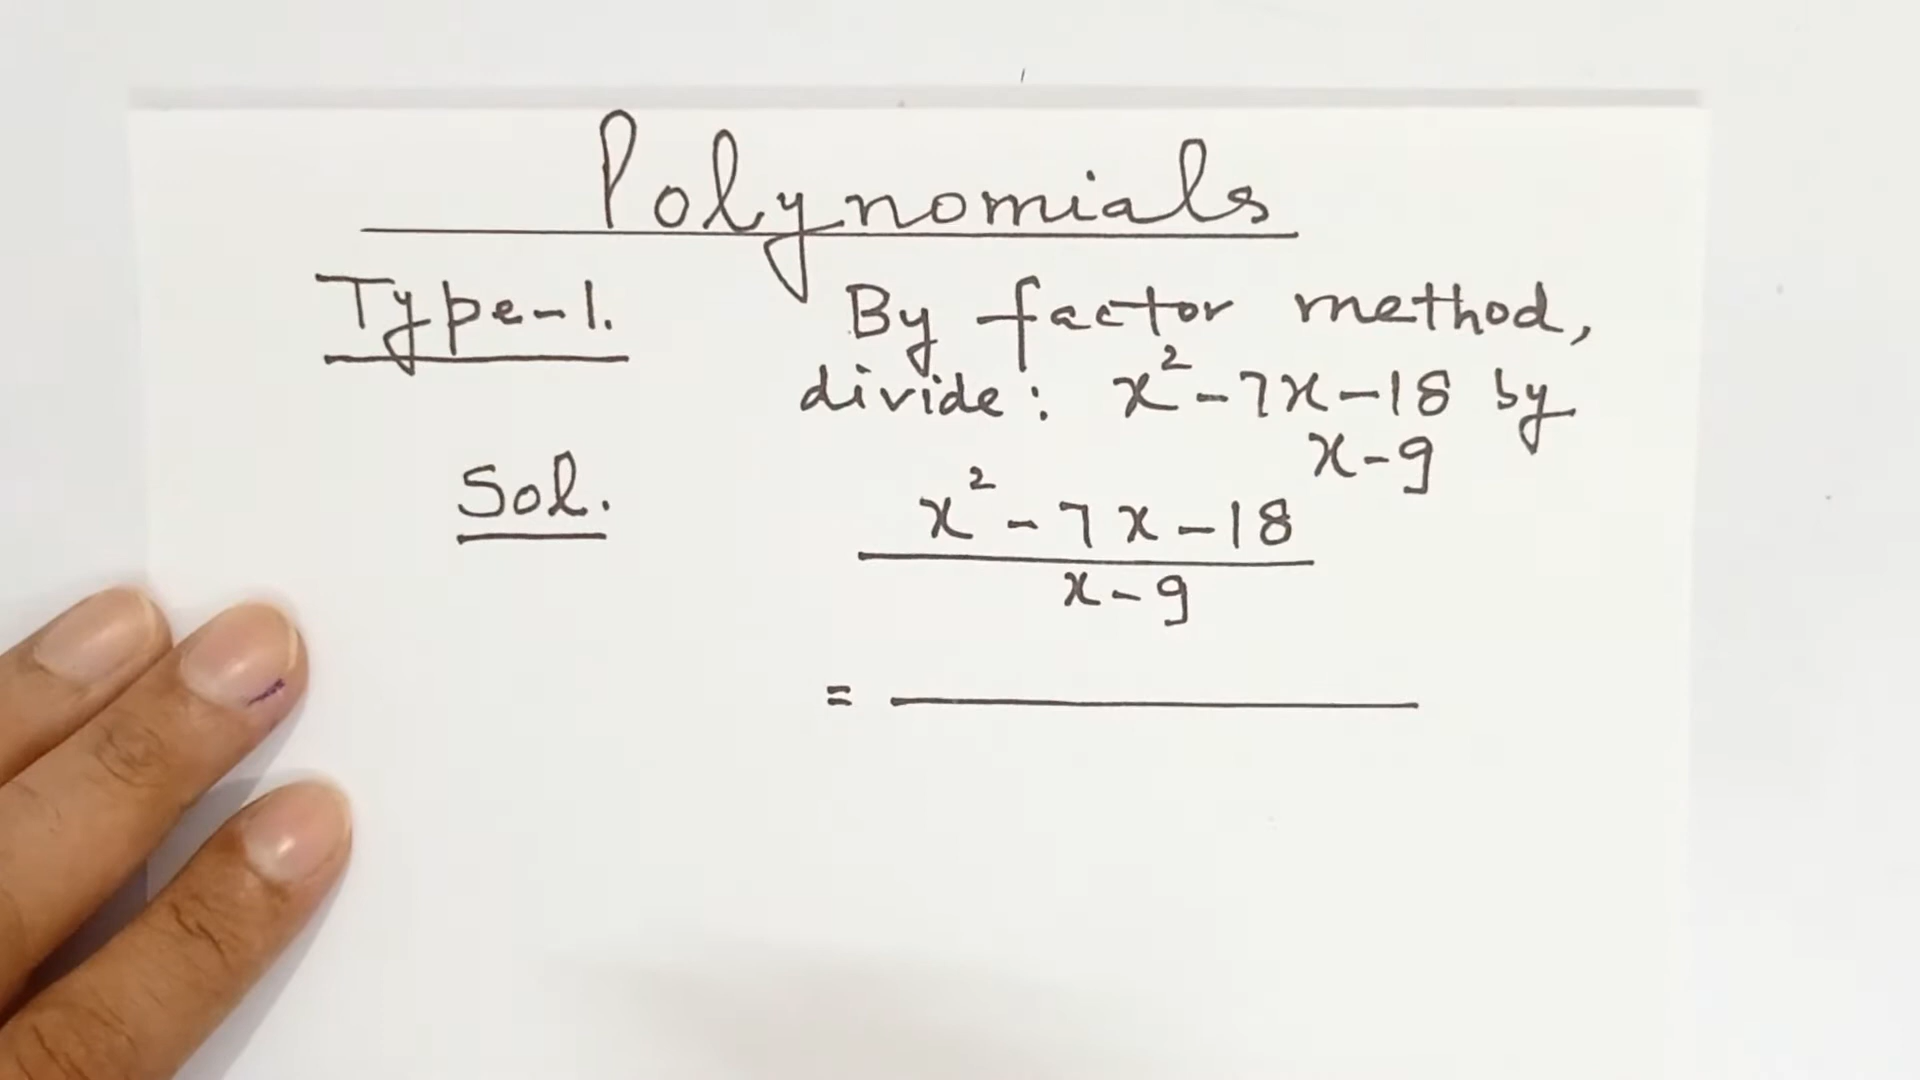 Polynomials
Type-1. By factor method,
divide: x² - 7x - 18 by
x - 9
Sol.
x² - 7x - 18
x - 9
=